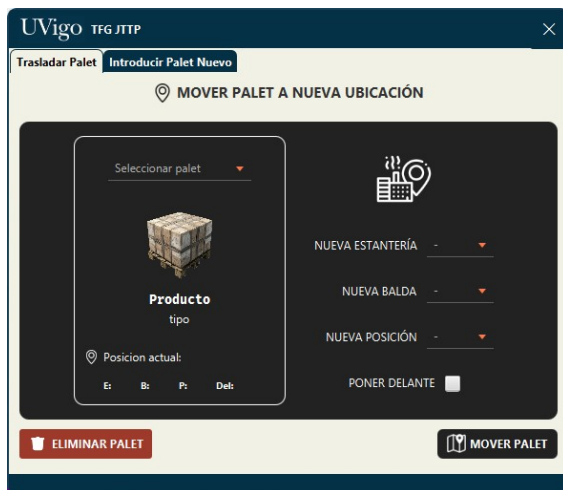 UVigo TFG JTTP
Trasladar Palet Introducir Palet Nuevo
MOVER PALET A NUEVA UBICACIÓN
Seleccionar palet
Producto
tipo
Posicion actual:
E: B: P: Del:
NUEVA ESTANTERÍA -
NUEVA BALDA -
NUEVA POSICIÓN -
PONER DELANTE
ELIMINAR PALET
MOVER PALET